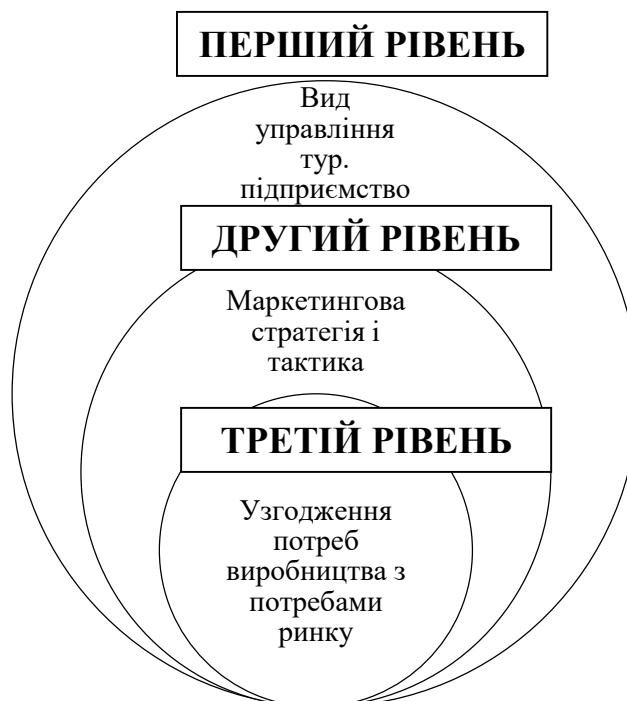 ПЕРШИЙ РІВЕНЬ
Вид
управління
тур.
підприємство
ДРУГИЙ РІВЕНЬ
Маркетингова
стратегія і
тактика
ТРЕТІЙ РІВЕНЬ
Узгодження
потреб
виробництва з
потребами
ринку